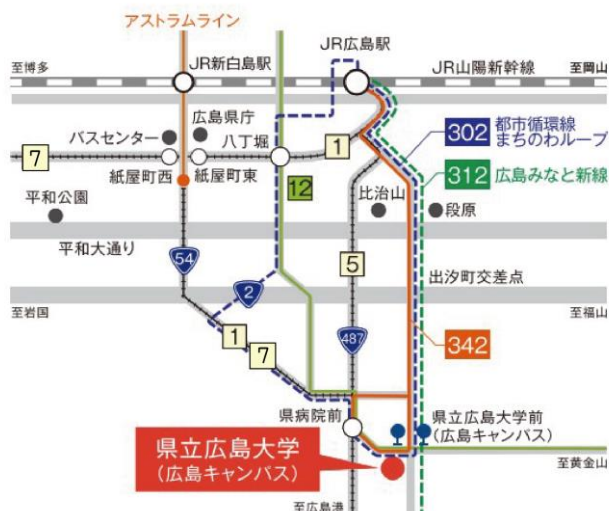 アストラムライン
JR広島駅
至博多
JR新白島駅
JR山陽新幹線
至岡山
広島県庁
バスセンター
八丁堀
302 都市循環線
まちのわループ
7
1
紙屋町西
紙屋町東
312 広島みなと新線
12
比治山
段原
平和公園
平和大通り
54
5
出汐町交差点
2
至岩国
至福山
1
487
342
7
県病院前
県立広島大学前
(広島キャンパス)
県立広島大学
(広島キャンパス)
至黄金山
至広島港